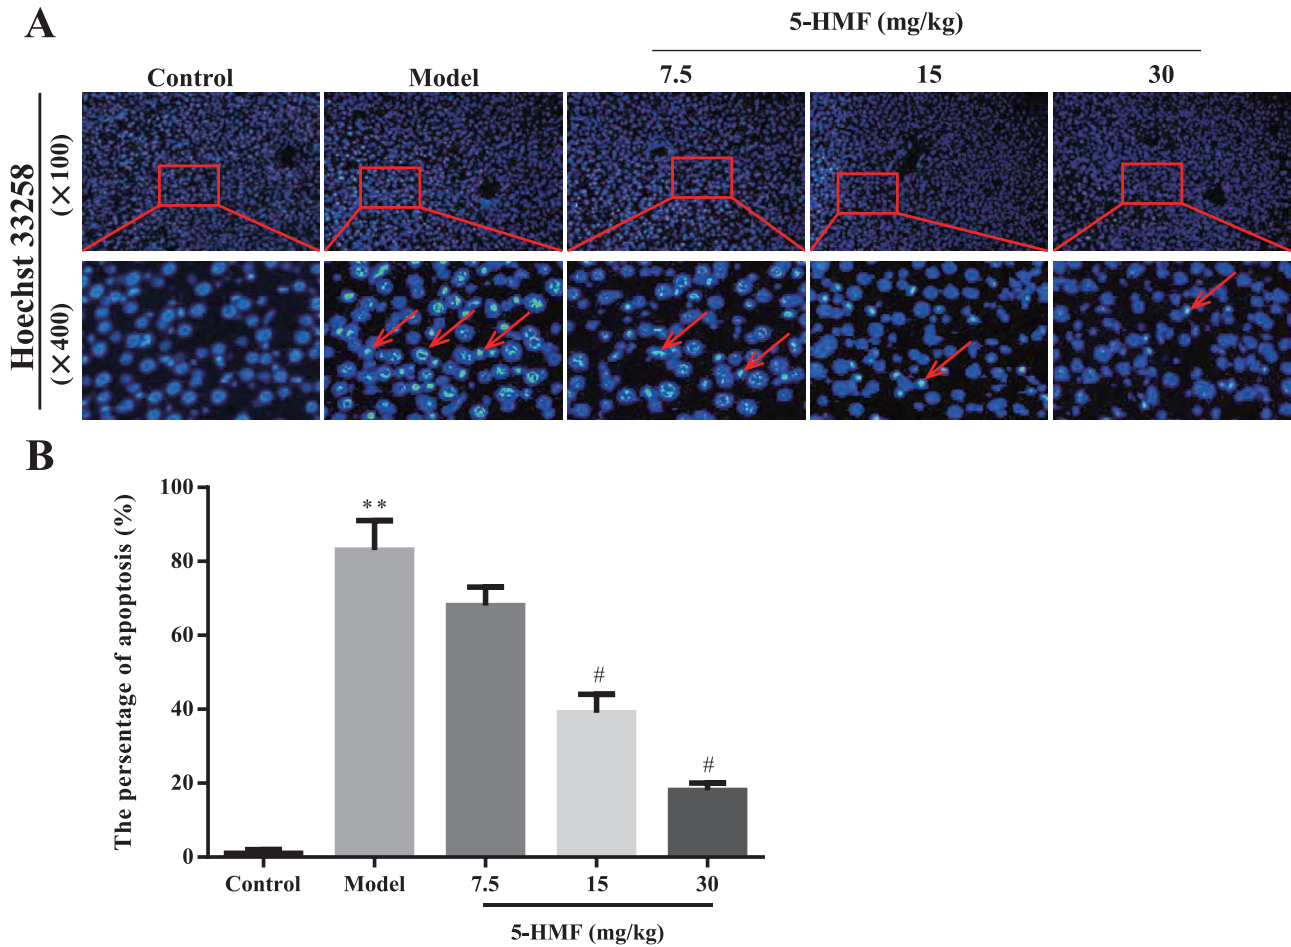 A
5-HMF (mg/kg)
Control
Model
7.5
15
30
Hoechst 33258
(×100)
(×400)
B
The persentage of apoptosis (%)
100
80
60
40
20
0
**
#
#
Control
Model
7.5
15
30
5-HMF (mg/kg)